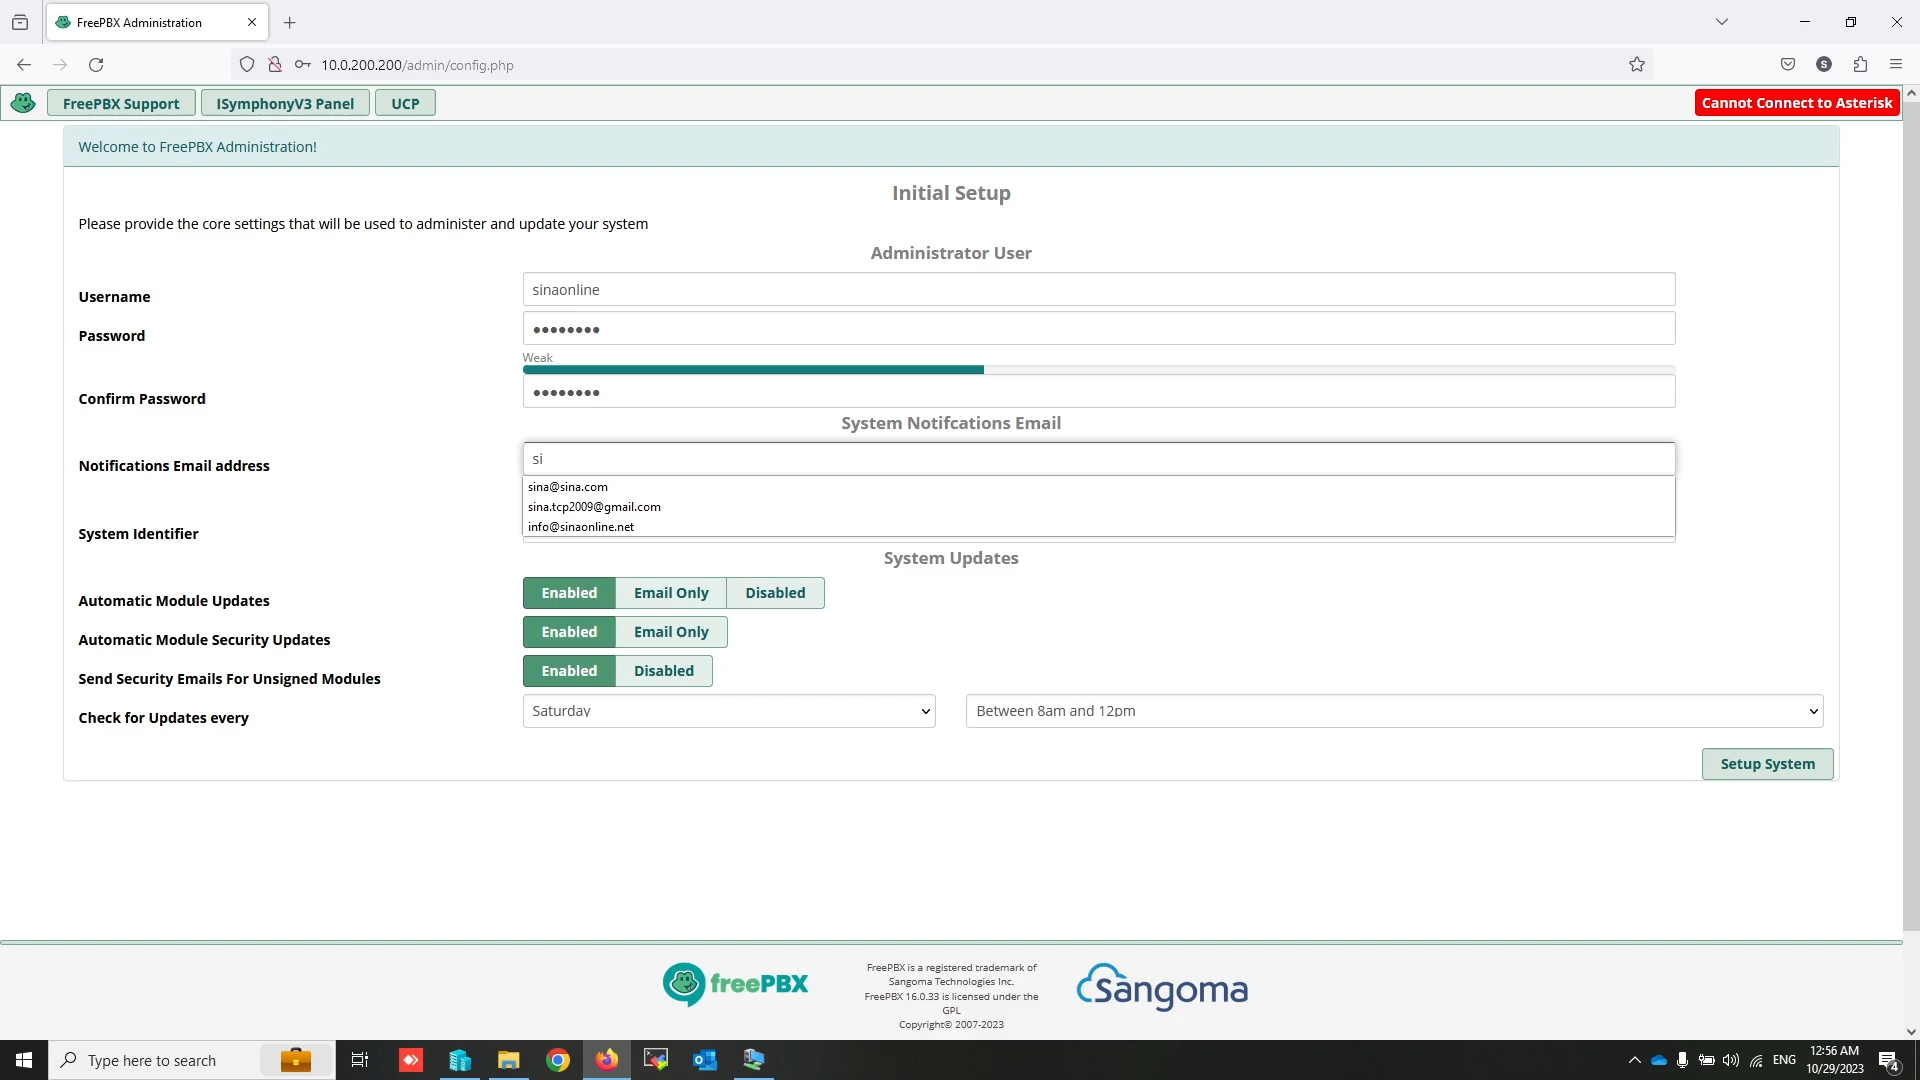 FreePBX Administration
10.0.200.200/admin/config.php
S
FreePBX Support
ISymphonyV3 Panel
UCP
Cannot Connect to Asterisk
Welcome to FreePBX Administration!
Initial Setup
Please provide the core settings that will be used to administer and update your system
Administrator User
Username
sinaonline
Password
●●●●●●●●
Weak
Confirm Password
●●●●●●●●
System Notifcations Email
Notifications Email address
si
sina@sina.com
sina.tcp2009@gmail.com
info@sinaonline.net
System Identifier
System Updates
Automatic Module Updates
Enabled
Email Only
Disabled
Automatic Module Security Updates
Enabled
Email Only
Send Security Emails For Unsigned Modules
Enabled
Disabled
Check for Updates every
Saturday
Between 8am and 12pm
Setup System
freePBX
FreePBX is a registered trademark of
Sangoma Technologies Inc.
FreePBX 16.0.33 is licensed under the
GPL
Copyright© 2007-2023
Sangoma
Type here to search
ENG
12:56 AM
10/29/2023
4